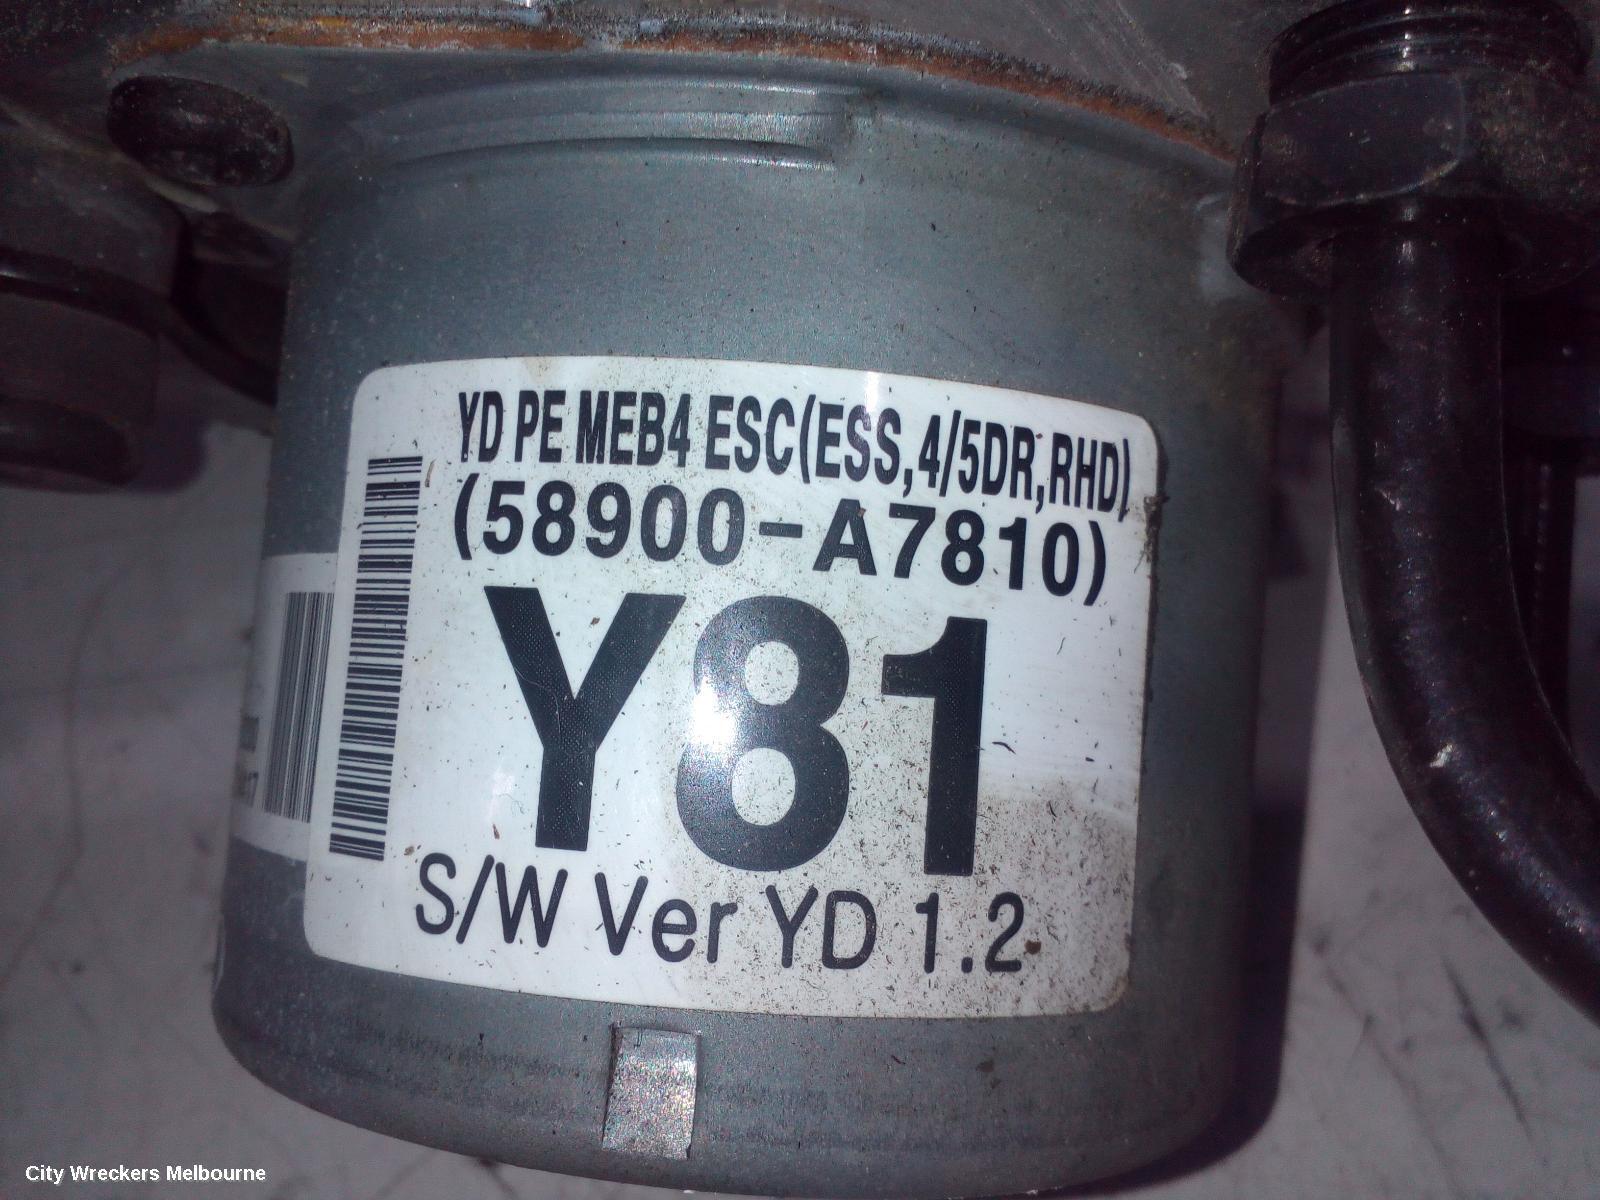 YD PE MEB4 ESC(ESS,4/5DR,RHD)
(58900-A7810)
Y81
S/W Ver YD 1.2
City Wreckers Melbourne